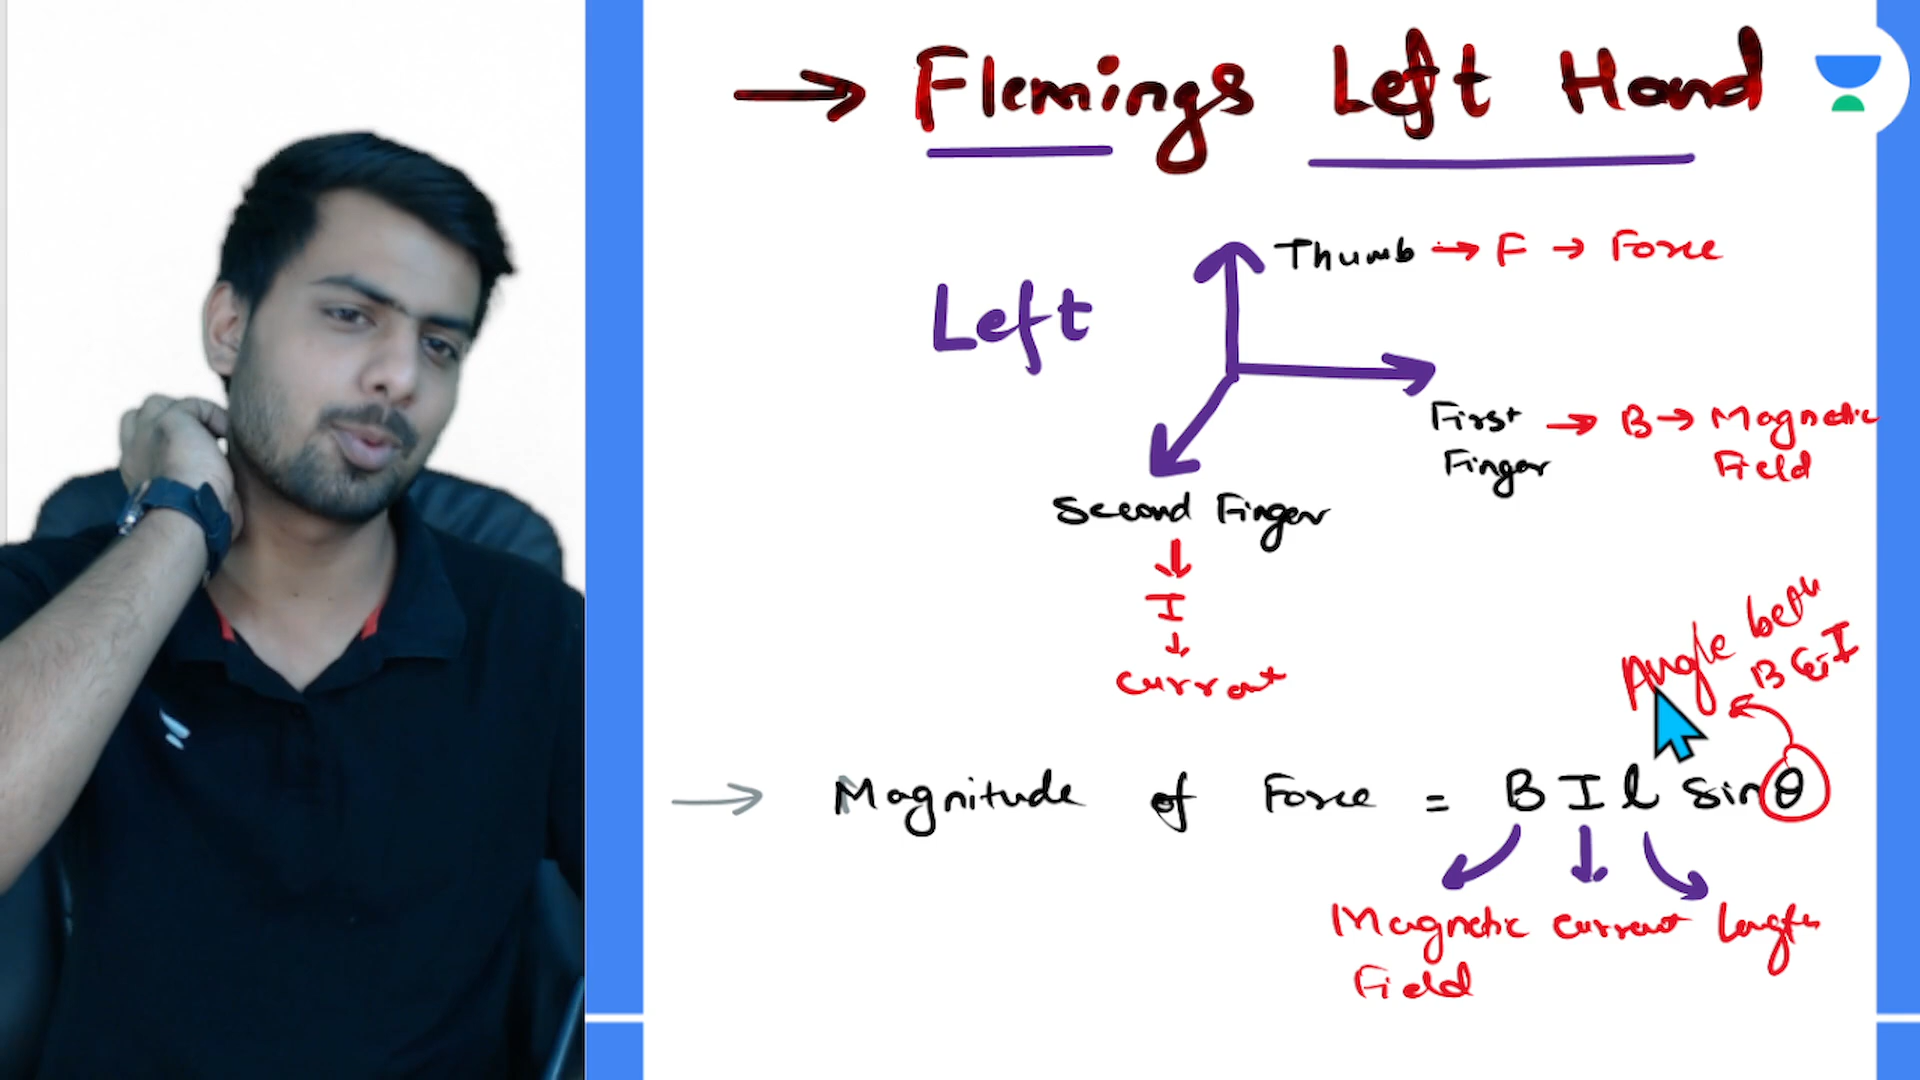 → Flemings Left Hand
Left
Thumb → F → Force
First → B → Magnetic
Finger Field
Second Finger
↓
I
↓
current
Angle betn
B & I
→ Magnitude of Force = B I l sinθ
Magnetic current length
Field